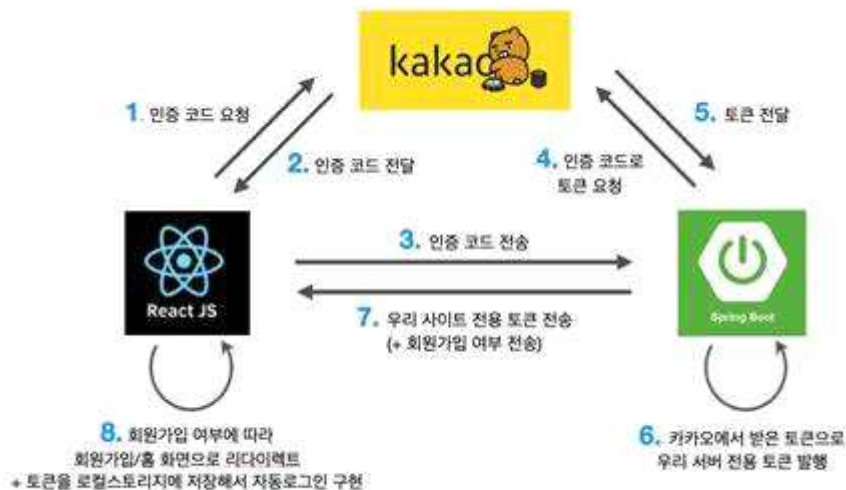 kakao
1. 인증 코드 요청
2. 인증 코드 전달
5. 토큰 전달
4. 인증 코드로
토큰 요청
React JS
3. 인증 코드 전송
Spring Boot
7. 우리 사이트 전용 토큰 전송
(+ 회원가입 여부 전송)
8. 회원가입 여부에 따라
회원가입/홈 화면으로 리다이렉트
+ 토큰을 로컬스토리지에 저장해서 자동로그인 구현
6. 카카오에서 받은 토큰으로
우리 서버 전용 토큰 발행